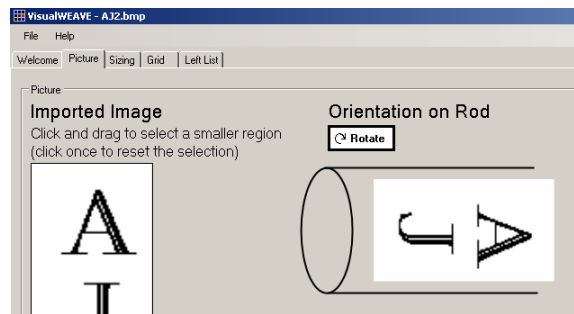 VisualWEAVE - AJ2.bmp
File Help
Welcome Picture Sizing Grid Left List
Picture
Imported Image
Click and drag to select a smaller region
(click once to reset the selection)
A
J
Orientation on Rod
Rotate
J A